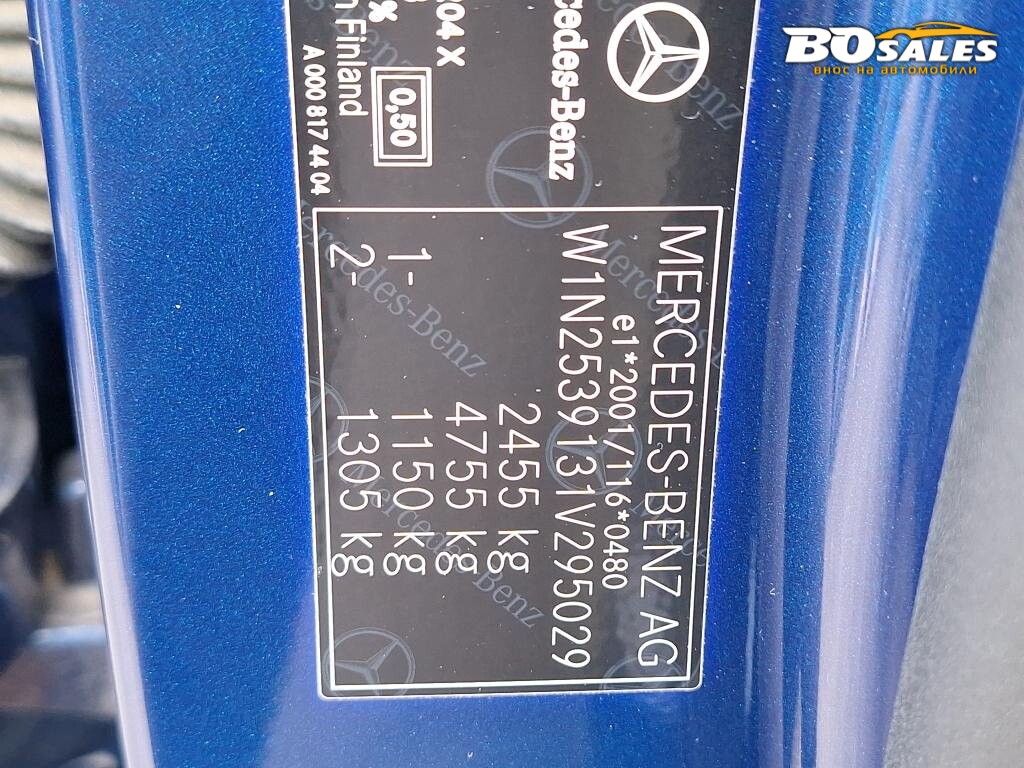 BOSALES
внос на автомобили
Mercedes-Benz
204 X
Finland
0,50
A 000 817 44 04
MERCEDES-BENZ AG
e1*2001/116*0480
W1N2539131V295029
2455 kg
4755 kg
1- 1150 kg
2- 1305 kg